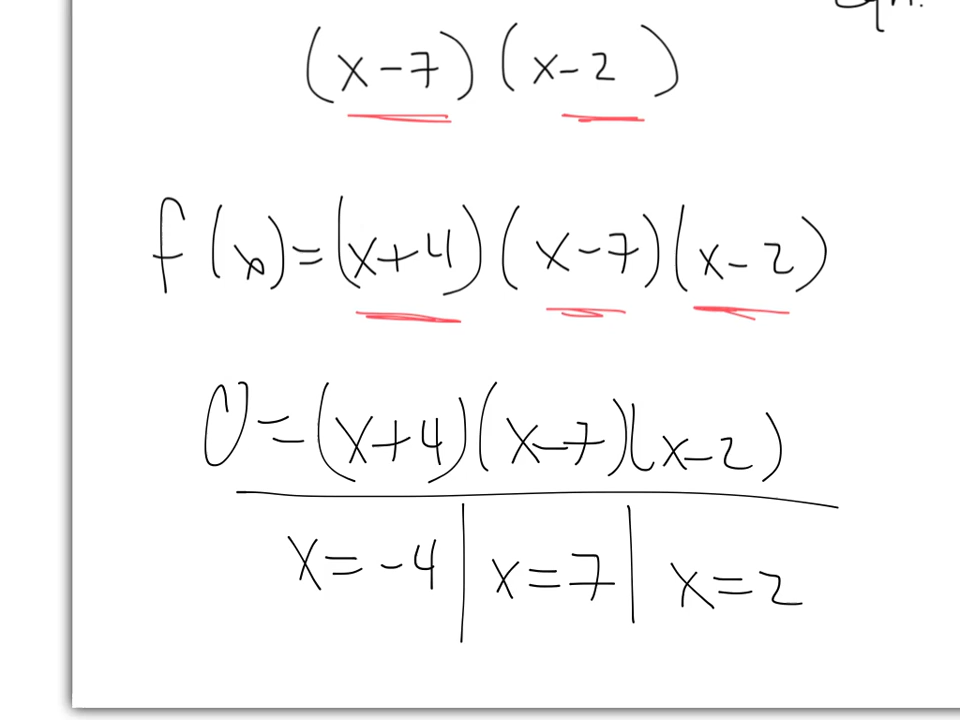 (x-7)(x-2)
f(x)=(x+4)(x-7)(x-2)
0=(x+4)(x-7)(x-2)
x=-4 | x=7 | x=2